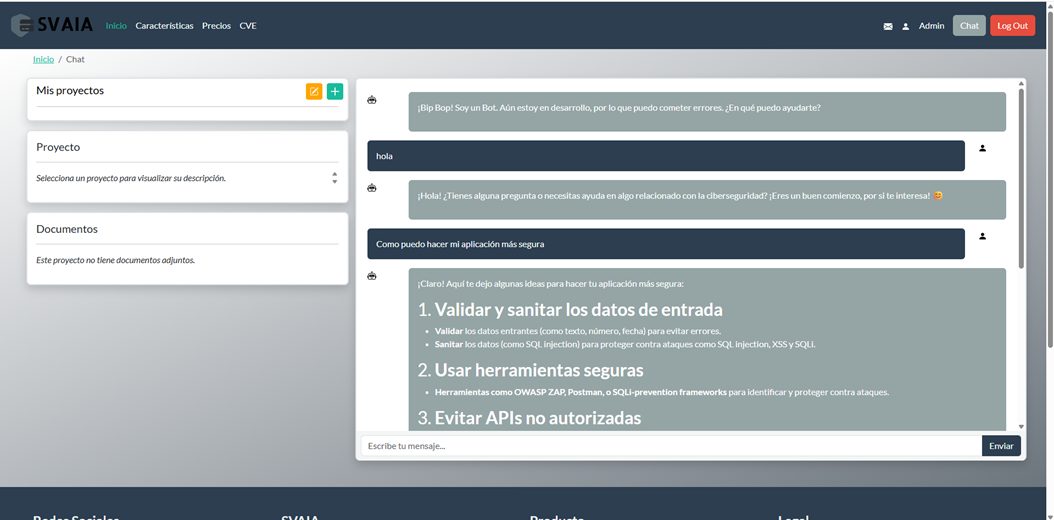 SVAIA
Inicio Características Precios CVE
Admin Chat Log Out
Inicio / Chat
Mis proyectos
Proyecto
Selecciona un proyecto para visualizar su descripción.
Documentos
Este proyecto no tiene documentos adjuntos.
¡Bip Bop! Soy un Bot. Aún estoy en desarrollo, por lo que puedo cometer errores. ¿En qué puedo ayudarte?
hola
¡Hola! ¿Tienes alguna pregunta o necesitas ayuda en algo relacionado con la ciberseguridad? ¡Eres un buen comienzo, por si te interesa! 😊
Como puedo hacer mi aplicación más segura
¡Claro! Aquí te dejo algunas ideas para hacer tu aplicación más segura:
1. Validar y sanitar los datos de entrada
• Validar los datos entrantes (como texto, número, fecha) para evitar errores.
• Sanitar los datos (como SQL injection) para proteger contra ataques como SQL injection, XSS y SQLi.
2. Usar herramientas seguras
• Herramientas como OWASP ZAP, Postman, o SQLi-prevention frameworks para identificar y proteger contra ataques.
3. Evitar APIs no autorizadas
Escribe tu mensaje... Enviar
Redes Sociales SVAIA Producto Legal